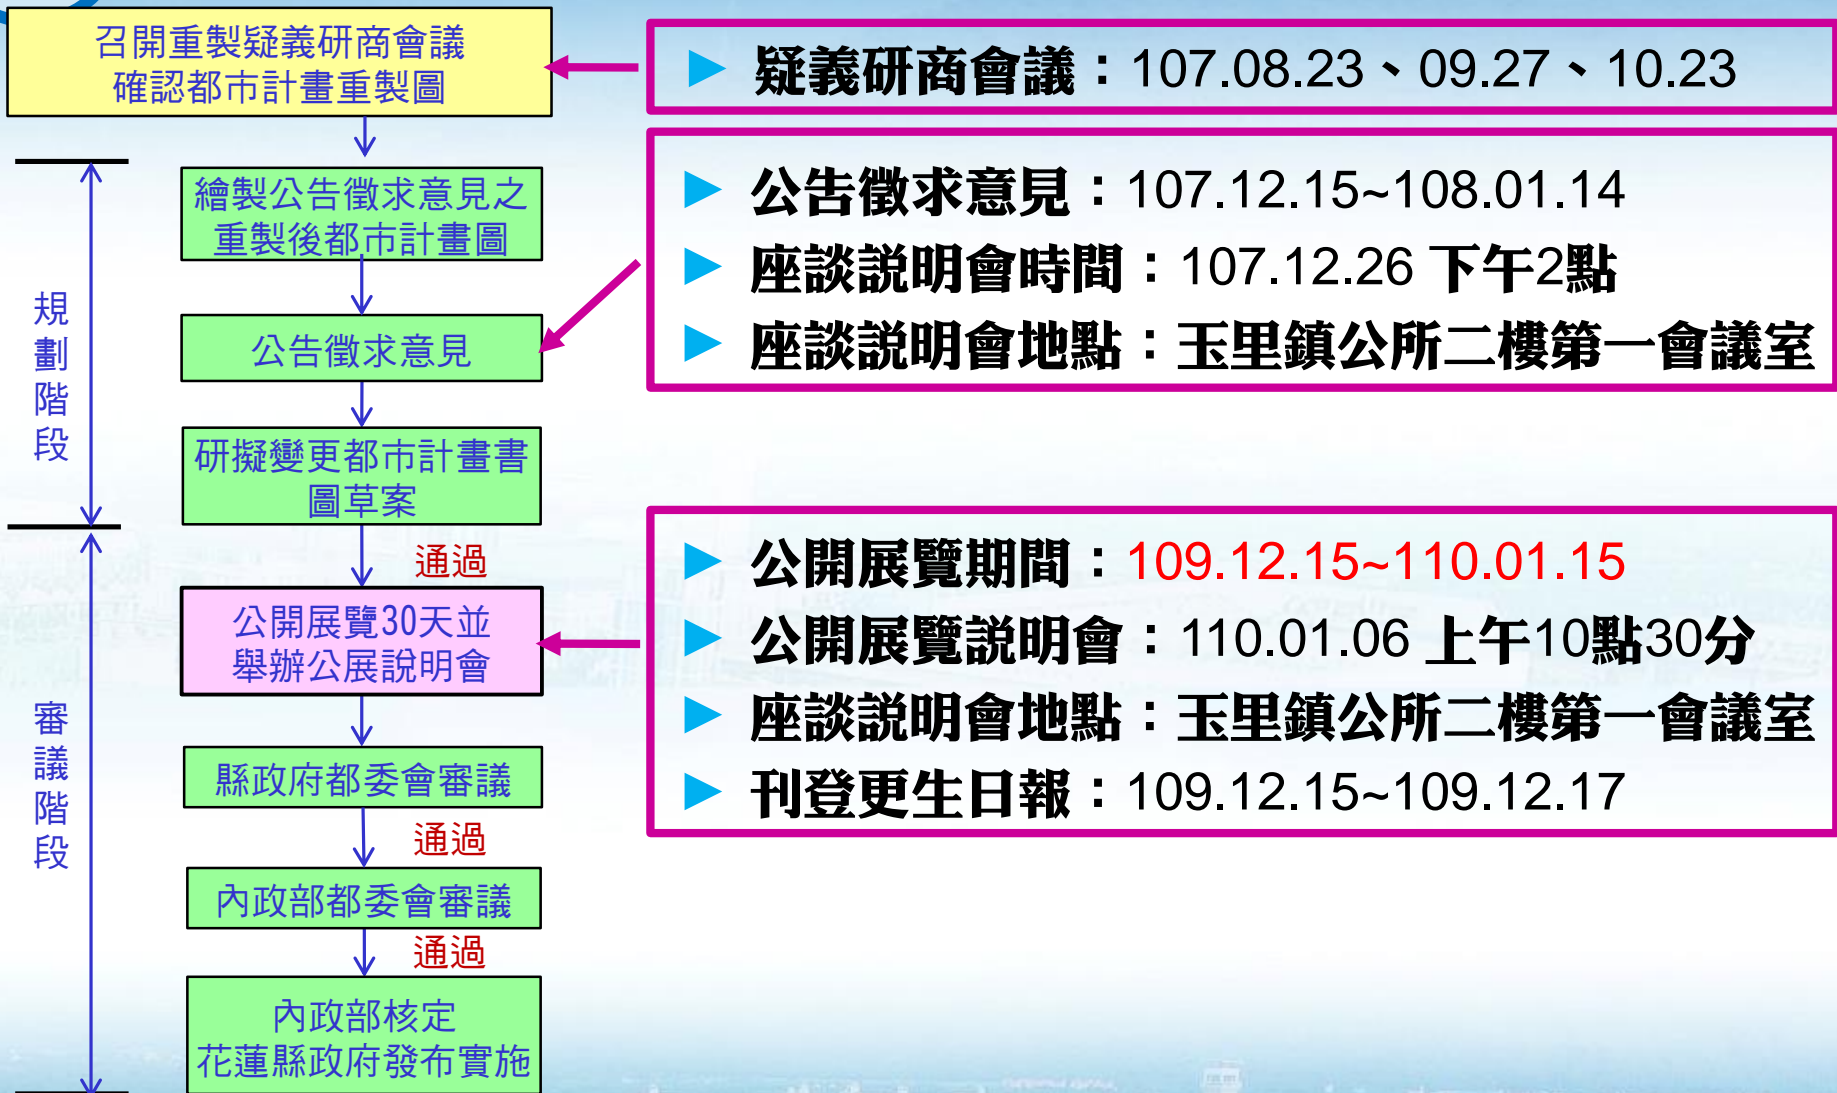 召開重製疑義研商會議
確認都市計畫重製圖
▶ 疑義研商會議：107.08.23、09.27、10.23
規劃階段
繪製公告徵求意見之
重製後都市計畫圖
公告徵求意見
▶ 公告徵求意見：107.12.15~108.01.14
▶ 座談說明會時間：107.12.26 下午2點
▶ 座談說明會地點：玉里鎮公所二樓第一會議室
研擬變更都市計畫書
圖草案
通過
審議階段
公開展覽30天並
舉辦公展說明會
▶ 公開展覽期間：109.12.15~110.01.15
▶ 公開展覽說明會：110.01.06 上午10點30分
▶ 座談說明會地點：玉里鎮公所二樓第一會議室
▶ 刊登更生日報：109.12.15~109.12.17
縣政府都委會審議
通過
內政部都委會審議
通過
內政部核定
花蓮縣政府發布實施